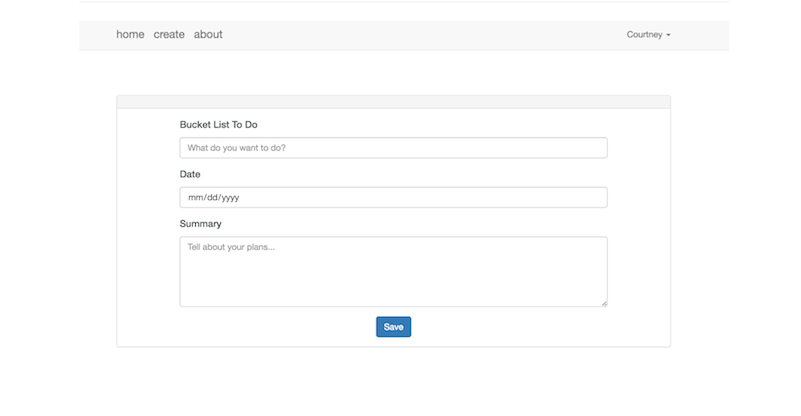 home create about Courtney
Bucket List To Do
What do you want to do?
Date
mm/dd/yyyy
Summary
Tell about your plans...
Save